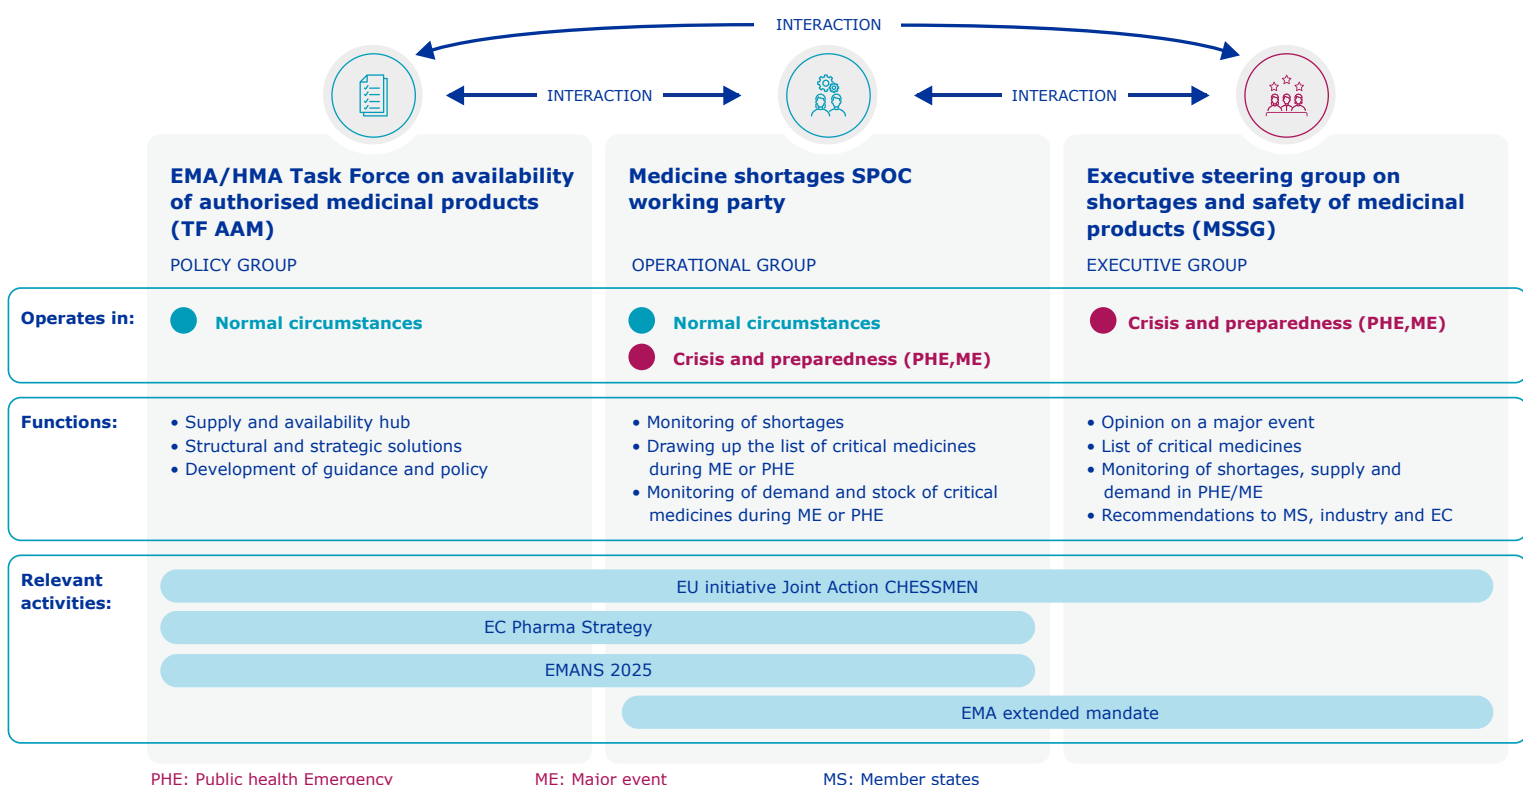 INTERACTION
INTERACTION
INTERACTION
EMA/HMA Task Force on availability
of authorised medicinal products
(TF AAM)
POLICY GROUP
Medicine shortages SPOC
working party
OPERATIONAL GROUP
Executive steering group on
shortages and safety of medicinal
products (MSSG)
EXECUTIVE GROUP
Operates in:
Normal circumstances
Normal circumstances
Crisis and preparedness (PHE,ME)
Crisis and preparedness (PHE,ME)
Functions:
• Supply and availability hub
• Structural and strategic solutions
• Development of guidance and policy
• Monitoring of shortages
• Drawing up the list of critical medicines
during ME or PHE
• Monitoring of demand and stock of critical
medicines during ME or PHE
• Opinion on a major event
• List of critical medicines
• Monitoring of shortages, supply and
demand in PHE/ME
• Recommendations to MS, industry and EC
Relevant
activities:
EU initiative Joint Action CHESSMEN
EC Pharma Strategy
EMANS 2025
EMA extended mandate
PHE: Public health Emergency
ME: Major event
MS: Member states